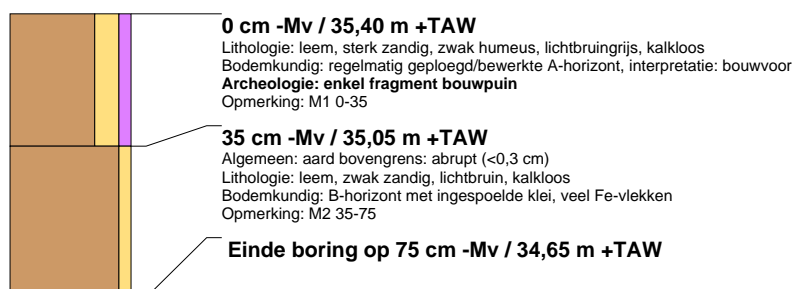 0 cm -Mv / 35,40 m +TAW
Lithologie: leem, sterk zandig, zwak humeus, lichtbruingrijs, kalkloos
Bodemkundig: regelmatig geploegd/bewerkte A-horizont, interpretatie: bouwvoor
Archeologie: enkel fragment bouwpuin
Opmerking: M1 0-35
35 cm -Mv / 35,05 m +TAW
Algemeen: aard bovengrens: abrupt (<0,3 cm)
Lithologie: leem, zwak zandig, lichtbruin, kalkloos
Bodemkundig: B-horizont met ingespoelde klei, veel Fe-vlekken
Opmerking: M2 35-75
Einde boring op 75 cm -Mv / 34,65 m +TAW